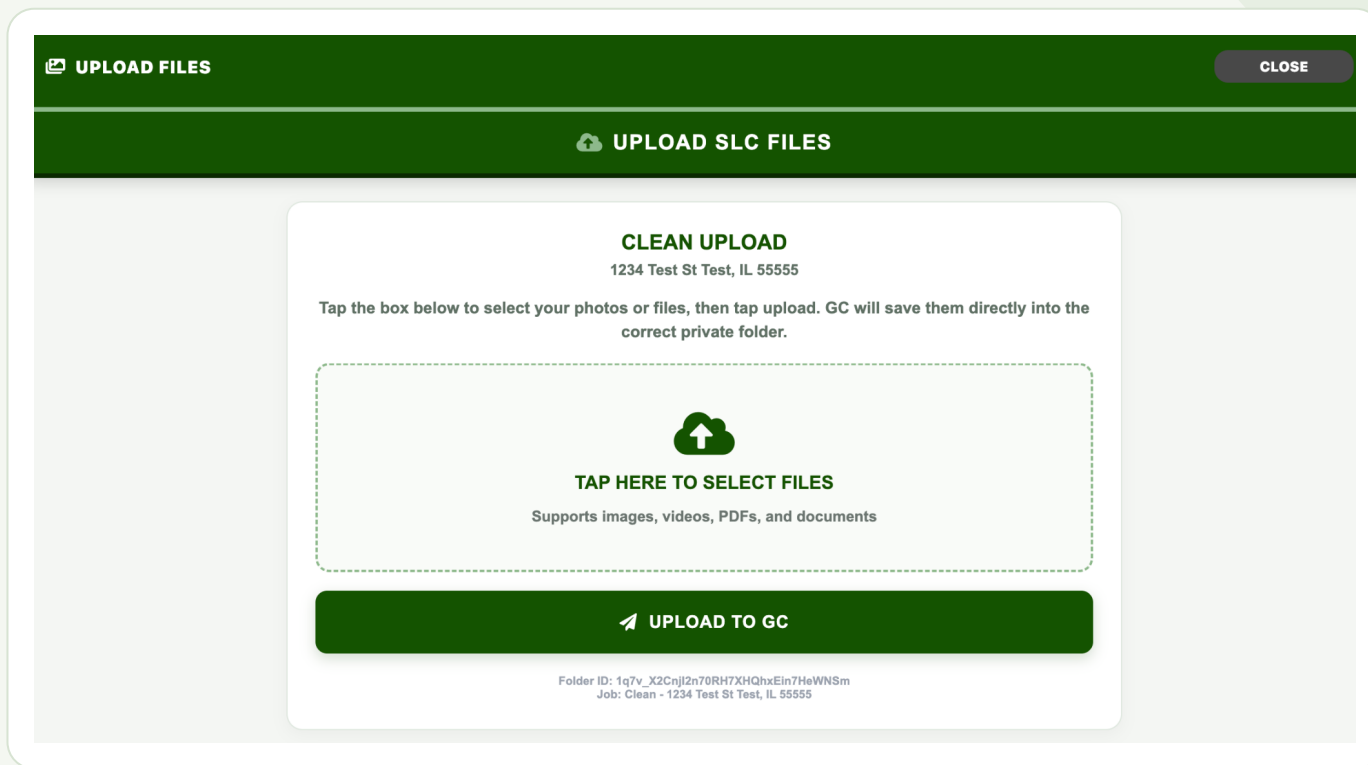 UPLOAD FILES
CLOSE
UPLOAD SLC FILES
CLEAN UPLOAD
1234 Test St Test, IL 55555
Tap the box below to select your photos or files, then tap upload. GC will save them directly into the
correct private folder.
TAP HERE TO SELECT FILES
Supports images, videos, PDFs, and documents
UPLOAD TO GC
Folder ID: 1q7v_X2Cnjl2n70RH7XHQhxEin7HeWNSm
Job: Clean - 1234 Test St Test, IL 55555